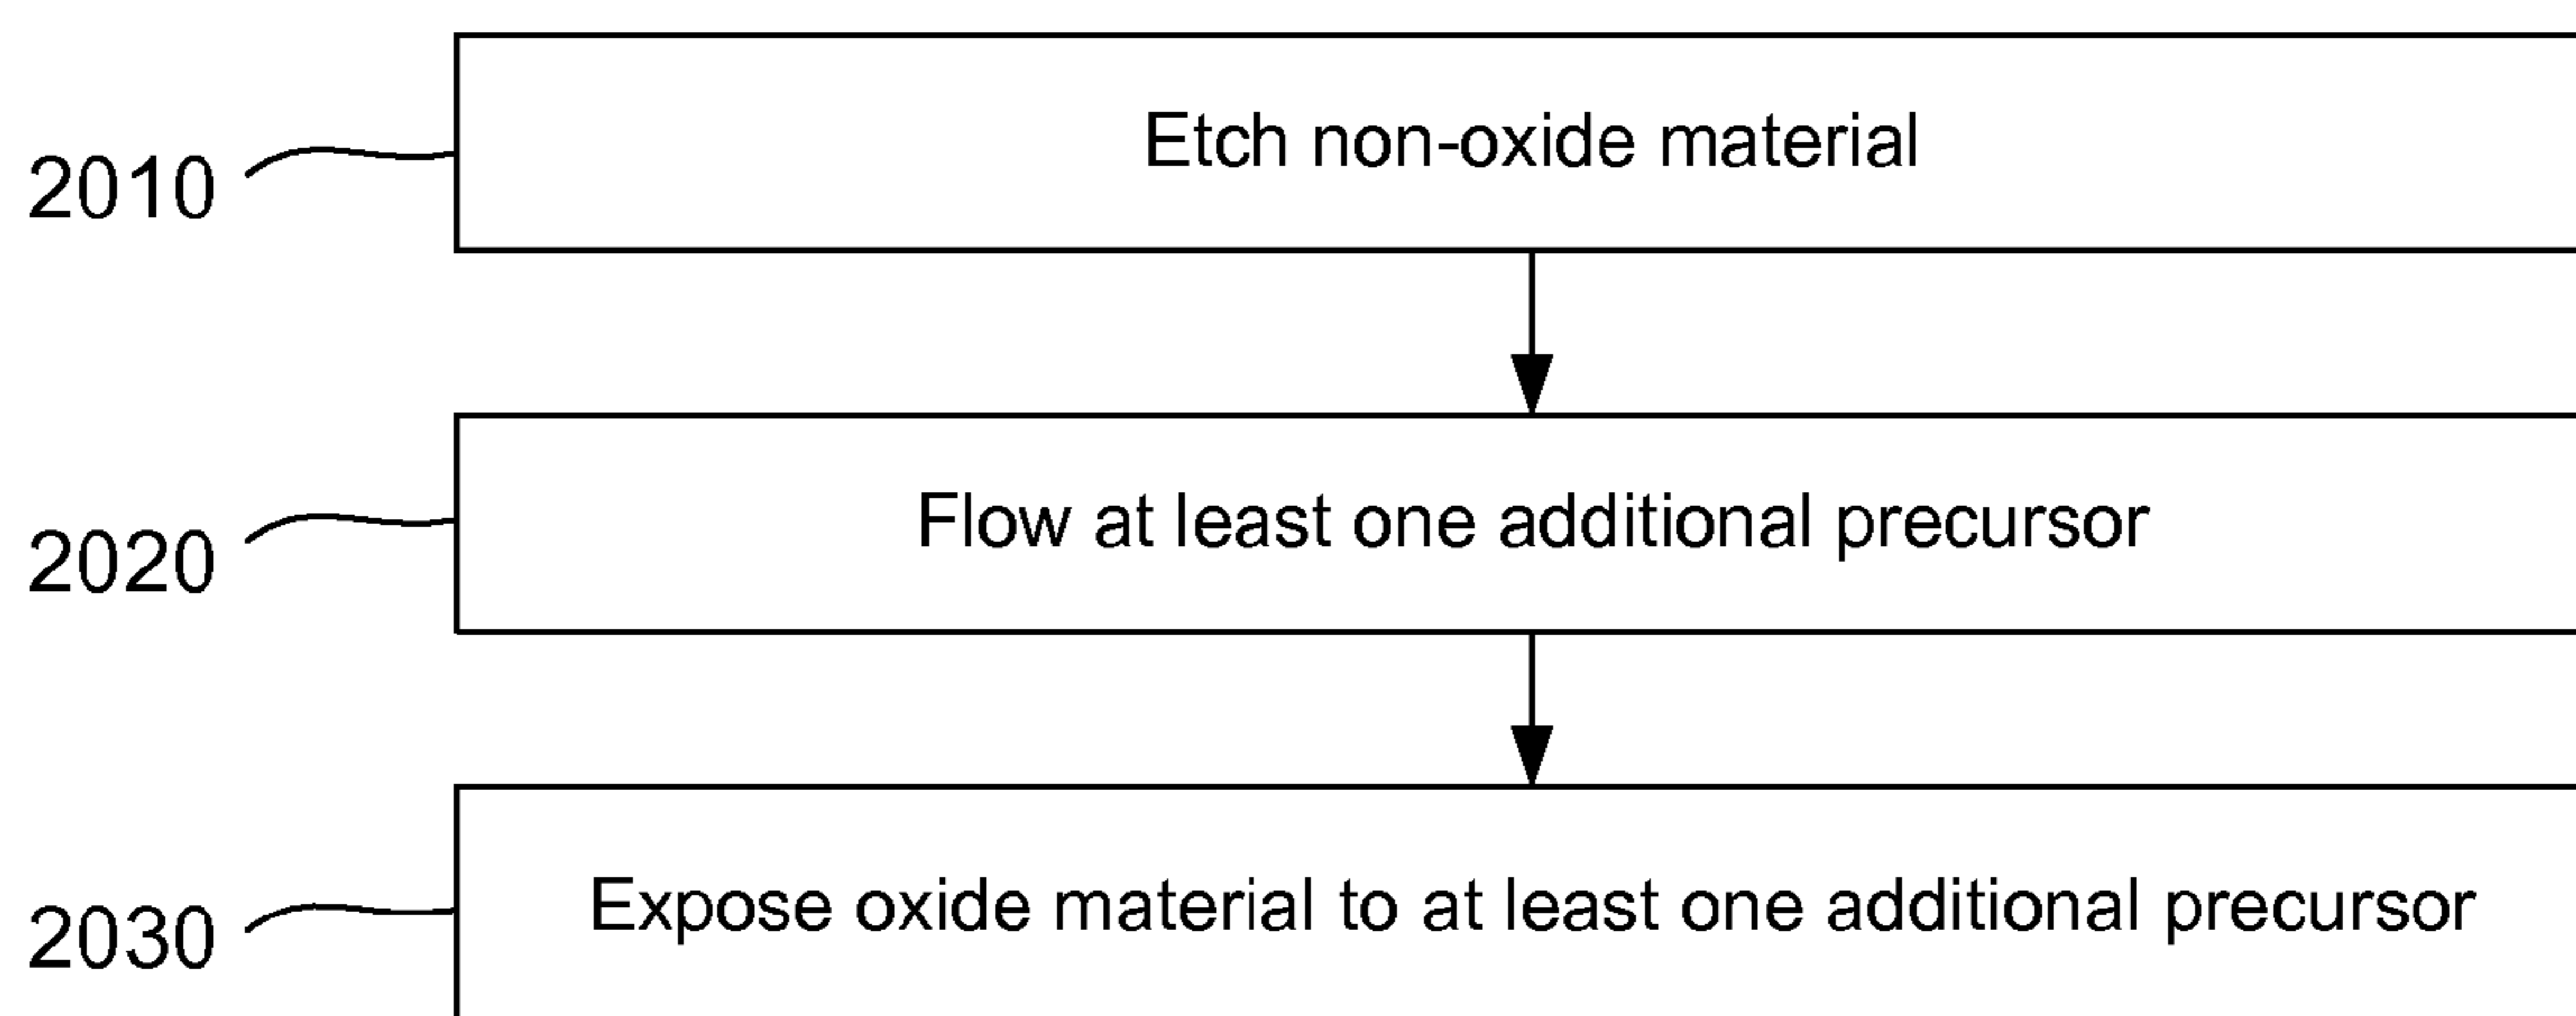 2010
Etch non-oxide material
2020
Flow at least one additional precursor
2030
Expose oxide material to at least one additional precursor